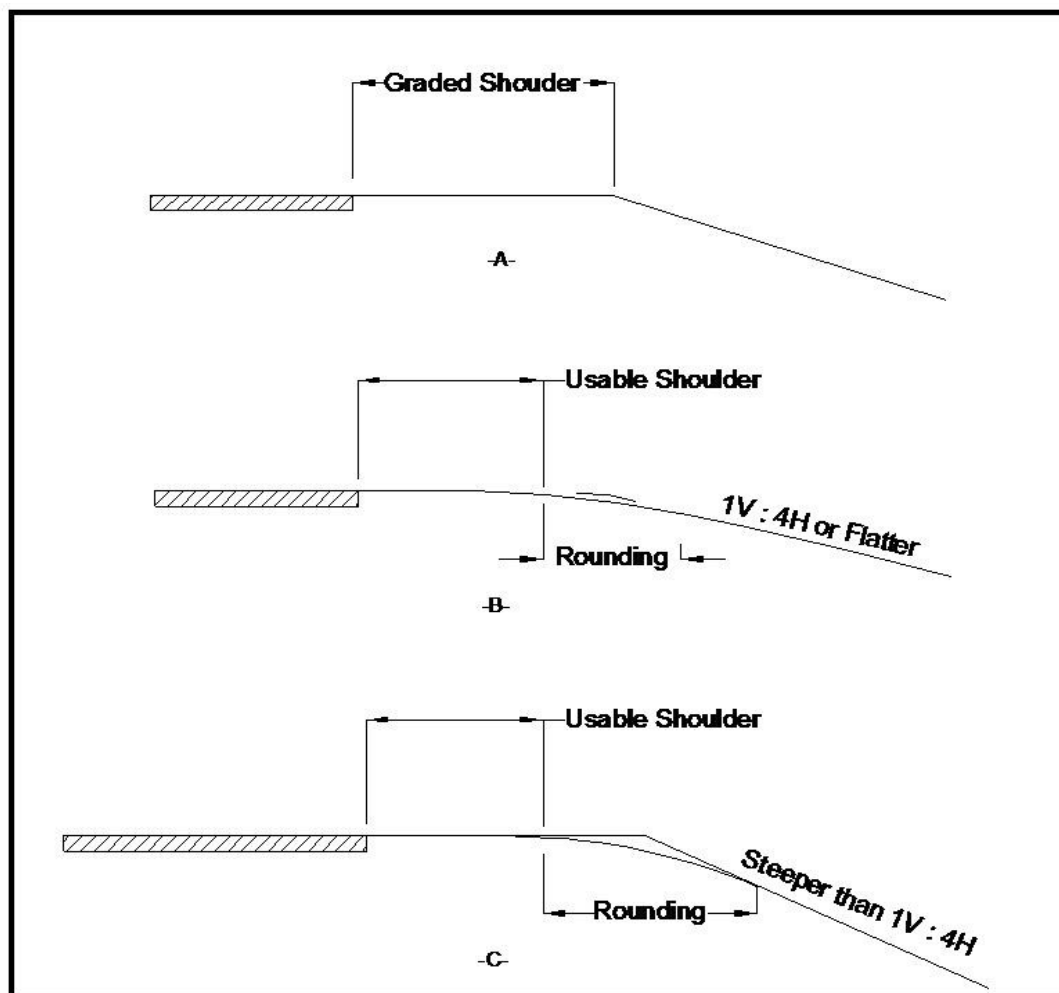 Graded Shouder
-A-
Usable Shoulder
1V : 4H or Flatter
Rounding
-B-
Usable Shoulder
Steeper than 1V : 4H
Rounding
-C-